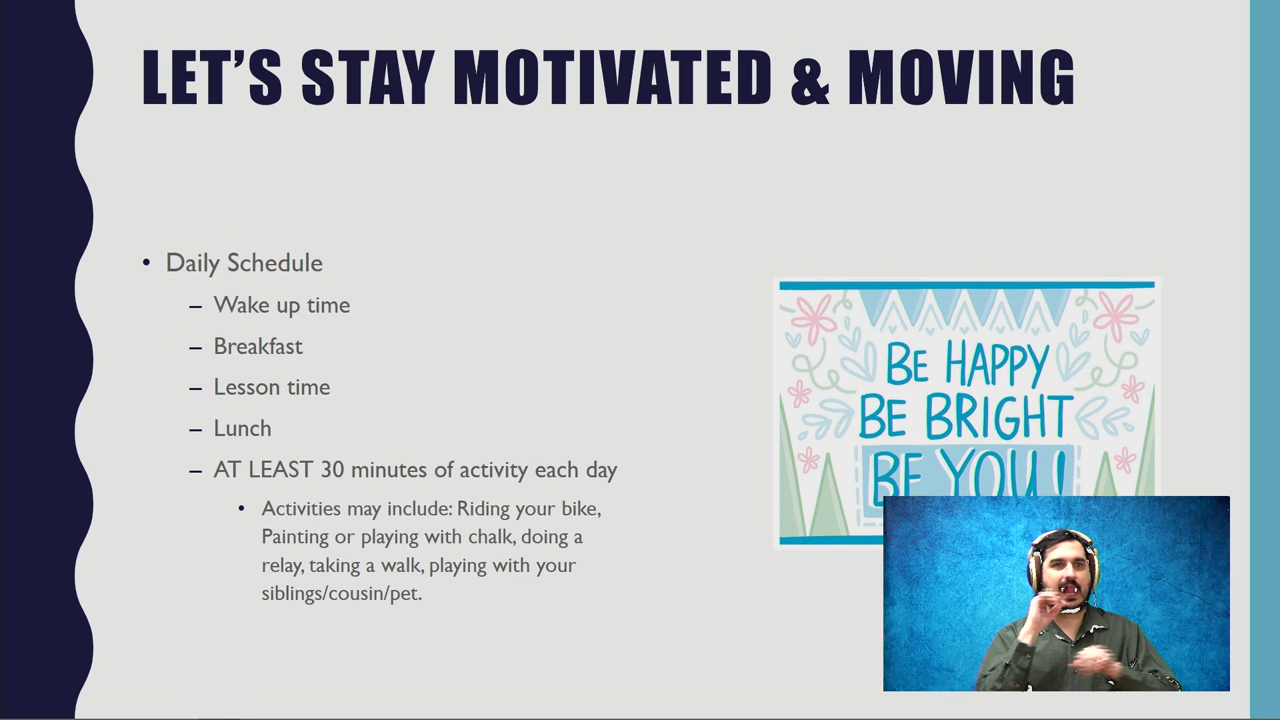 LET’S STAY MOTIVATED & MOVING
• Daily Schedule
– Wake up time
– Breakfast
– Lesson time
– Lunch
– AT LEAST 30 minutes of activity each day
• Activities may include: Riding your bike,
Painting or playing with chalk, doing a
relay, taking a walk, playing with your
siblings/cousin/pet.
BE HAPPY
BE BRIGHT
BE YOU!